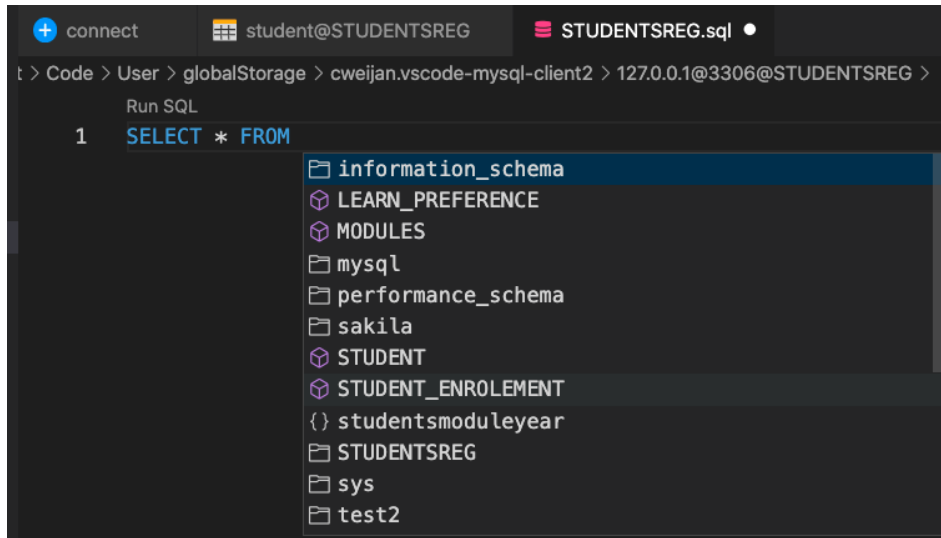 connect student@STUDENTSREG STUDENTSREG.sql
t > Code > User > globalStorage > cweijan.vscode-mysql-client2 > 127.0.0.1@3306@STUDENTSREG >
Run SQL
1 SELECT * FROM
information_schema
LEARN_PREFERENCE
MODULES
mysql
performance_schema
sakila
STUDENT
STUDENT_ENROLEMENT
{} studentsmoduleyear
STUDENTSREG
sys
test2